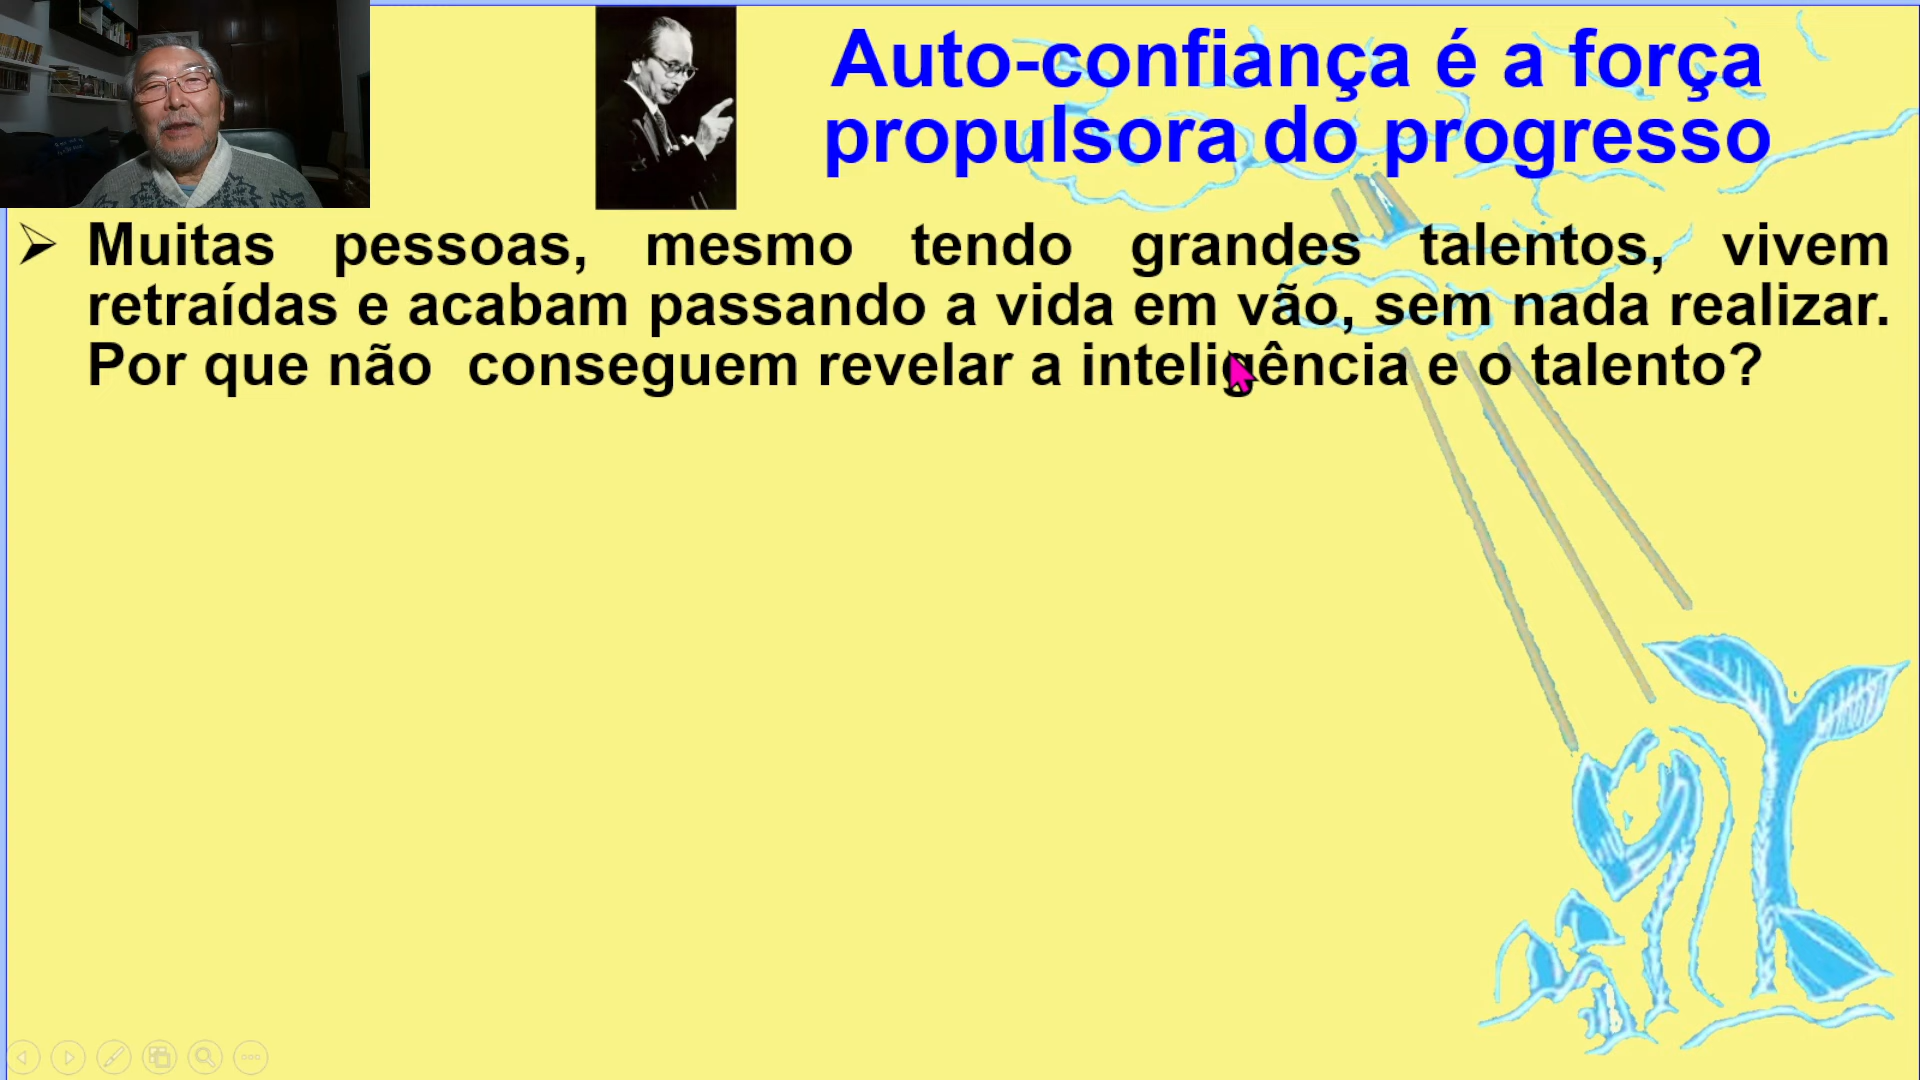 Auto-confiança é a força
propulsora do progresso
Muitas pessoas, mesmo tendo grandes talentos, vivem
retraídas e acabam passando a vida em vão, sem nada realizar.
Por que não conseguem revelar a inteligência e o talento?